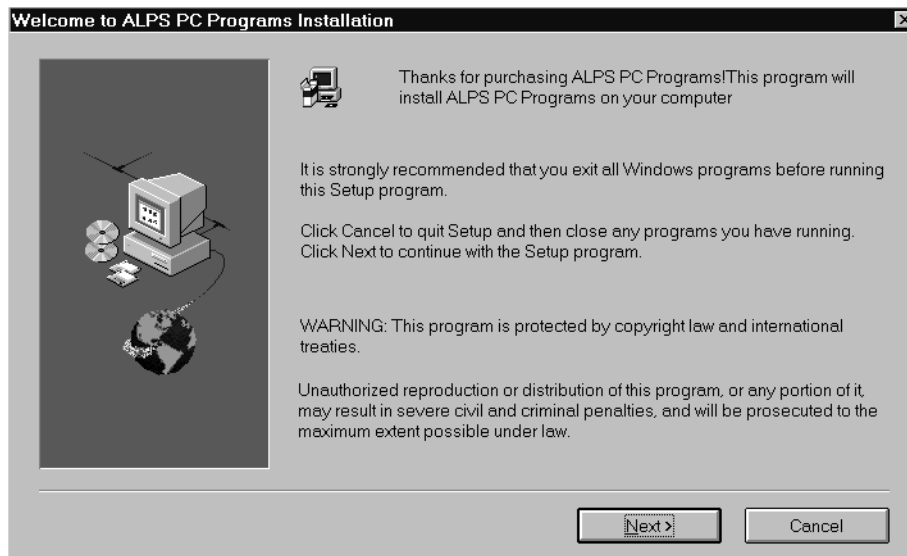 Welcome to ALPS PC Programs Installation
Thanks for purchasing ALPS PC Programs!This program will
install ALPS PC Programs on your computer
It is strongly recommended that you exit all Windows programs before running
this Setup program.
Click Cancel to quit Setup and then close any programs you have running.
Click Next to continue with the Setup program.
WARNING: This program is protected by copyright law and international
treaties.
Unauthorized reproduction or distribution of this program, or any portion of it,
may result in severe civil and criminal penalties, and will be prosecuted to the
maximum extent possible under law.
Next >
Cancel